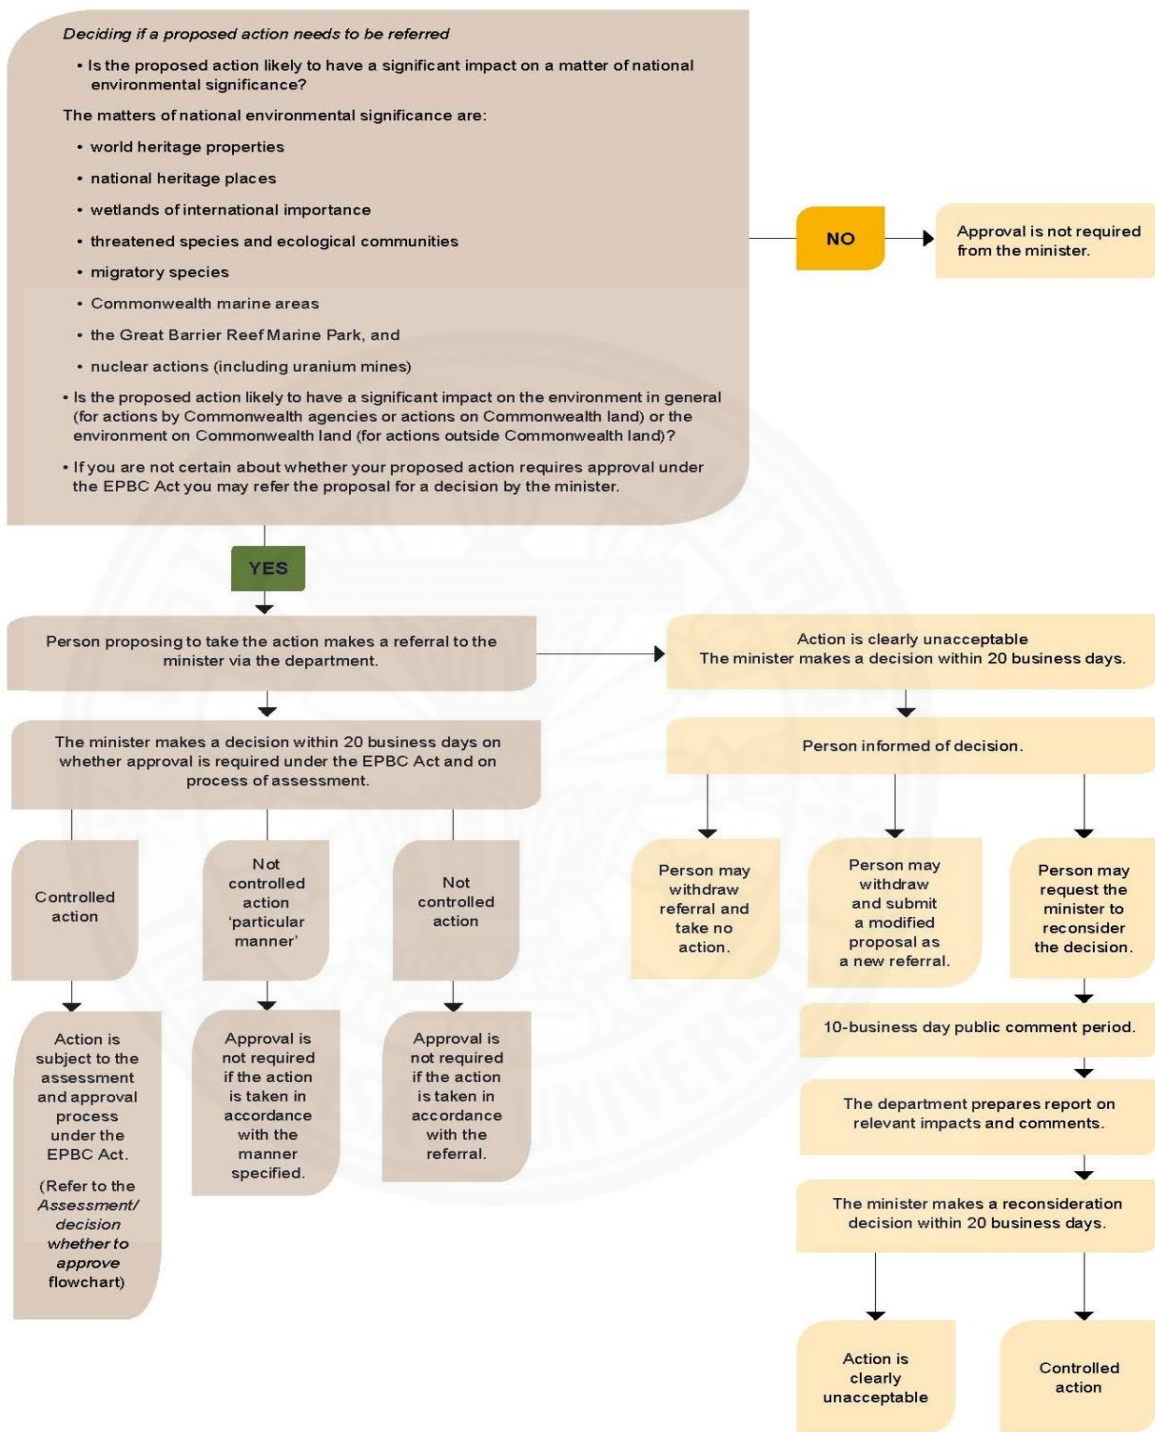 Deciding if a proposed action needs to be referred
• Is the proposed action likely to have a significant impact on a matter of national
environmental significance?
The matters of national environmental significance are:
• world heritage properties
• national heritage places
• wetlands of international importance
• threatened species and ecological communities
• migratory species
• Commonwealth marine areas
• the Great Barrier Reef Marine Park, and
• nuclear actions (including uranium mines)
• Is the proposed action likely to have a significant impact on the environment in general
(for actions by Commonwealth agencies or actions on Commonwealth land) or the
environment on Commonwealth land (for actions outside Commonwealth land)?
• If you are not certain about whether your proposed action requires approval under
the EPBC Act you may refer the proposal for a decision by the minister.
NO
Approval is not required
from the minister.
YES
Person proposing to take the action makes a referral to the
minister via the department.
Action is clearly unacceptable
The minister makes a decision within 20 business days.
The minister makes a decision within 20 business days on
whether approval is required under the EPBC Act and on
process of assessment.
Person informed of decision.
Controlled
action
Not
controlled
action
‘particular
manner’
Not
controlled
action
Person may
withdraw
referral and
take no
action.
Person may
withdraw
and submit
a modified
proposal as
a new referral.
Person may
request the
minister to
reconsider
the decision.
Action is
subject to the
assessment
and approval
process
under the
EPBC Act.
(Refer to the
Assessment/
decision
whether to
approve
flowchart)
Approval is
not required
if the action
is taken in
accordance
with the
manner
specified.
Approval is
not required
if the action
is taken in
accordance
with the
referral.
10-business day public comment period.
The department prepares report on
relevant impacts and comments.
The minister makes a reconsideration
decision within 20 business days.
Action is
clearly
unacceptable
Controlled
action